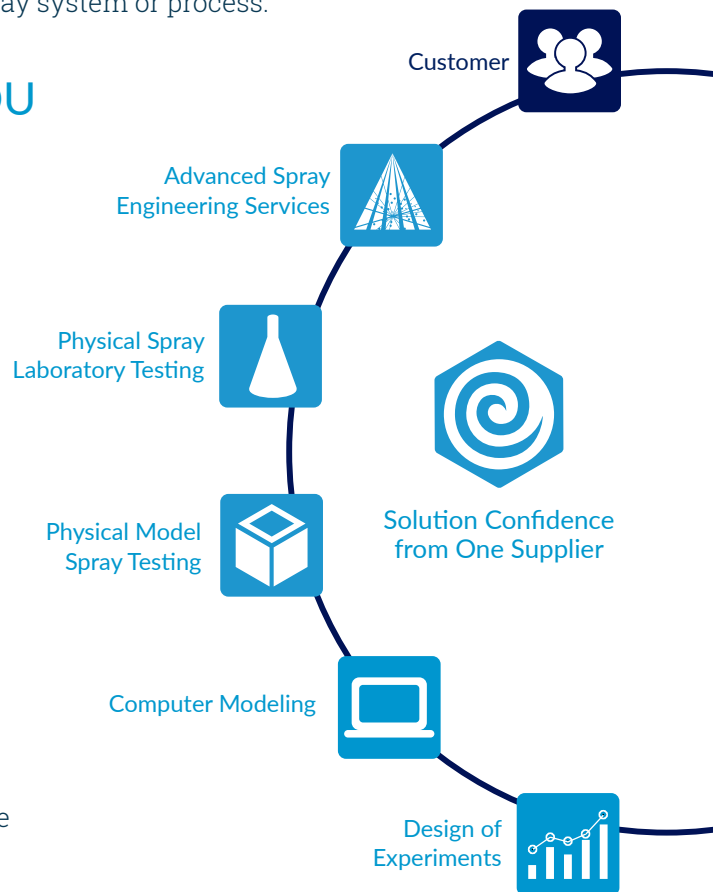 ay system or process.
OU
Customer
Advanced Spray
Engineering Services
Physical Spray
Laboratory Testing
Solution Confidence
from One Supplier
Physical Model
Spray Testing
Computer Modeling
e
Design of
Experiments